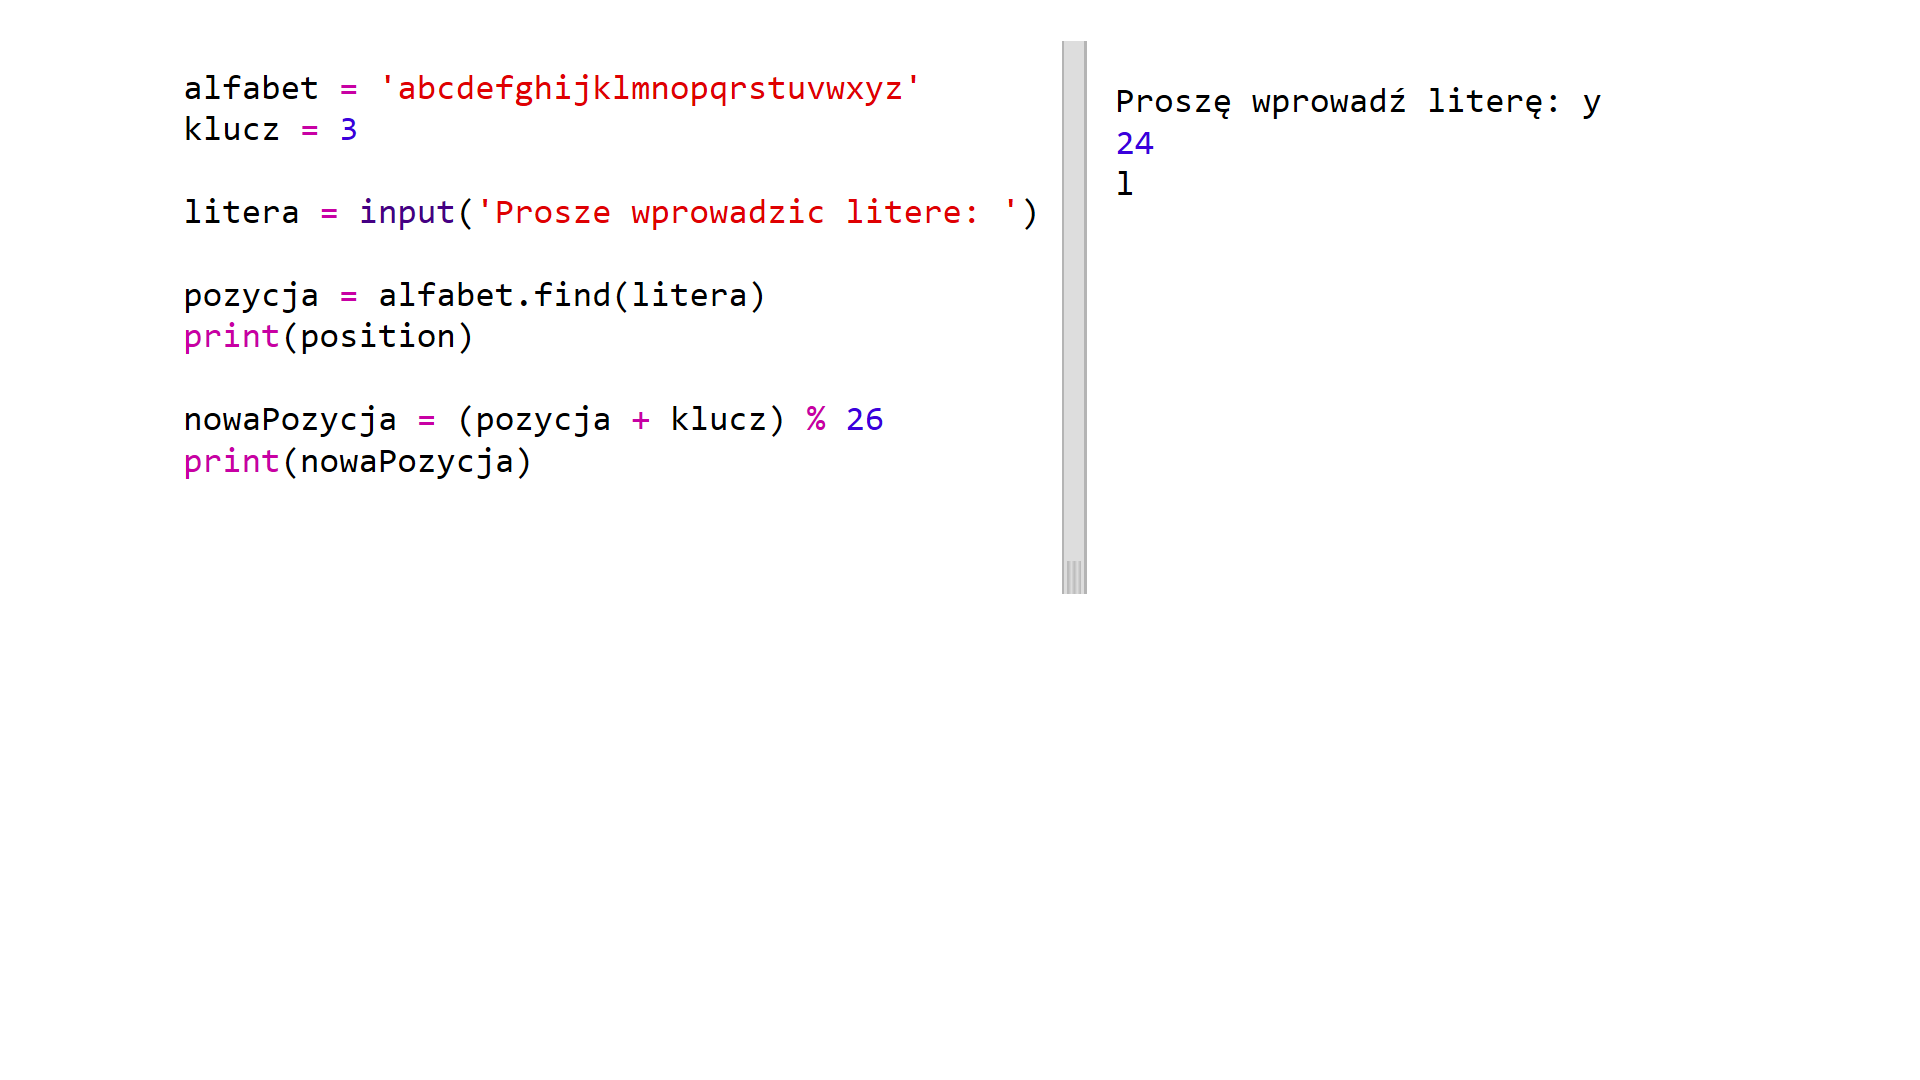 alfabet = 'abcdefghijklmnopqrstuvwxyz'
klucz = 3
litera = input('Prosze wprowadzic litere: ')
pozycja = alfabet.find(litera)
print(position)
nowaPozycja = (pozycja + klucz) % 26
print(nowaPozycja)
Proszę wprowadź literę: y
24
l